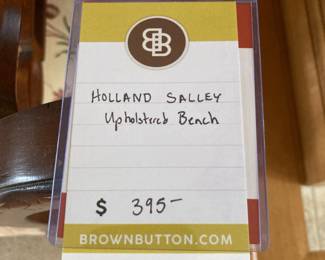 BB
HOLLAND SALLEY
Upholstered Bench
$ 395-
BROWNBUTTON.COM